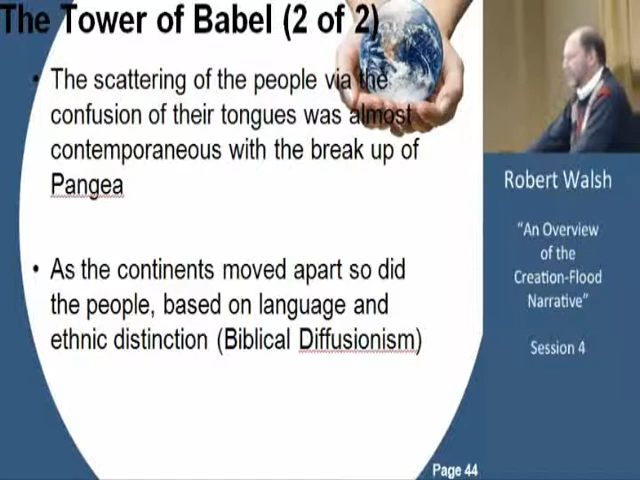 The Tower of Babel (2 of 2)
• The scattering of the people via the
confusion of their tongues was almost
contemporaneous with the break up of
Pangea
• As the continents moved apart so did
the people, based on language and
ethnic distinction (Biblical Diffusionism)
Page 44
Robert Walsh
“An Overview
of the
Creation-Flood
Narrative”
Session 4